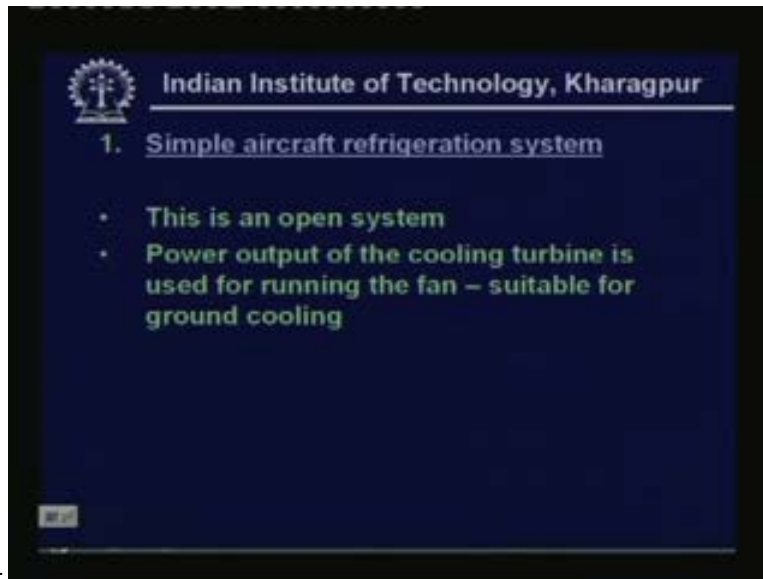 Indian Institute of Technology, Kharagpur
1. Simple aircraft refrigeration system
• This is an open system
• Power output of the cooling turbine is
used for running the fan – suitable for
ground cooling